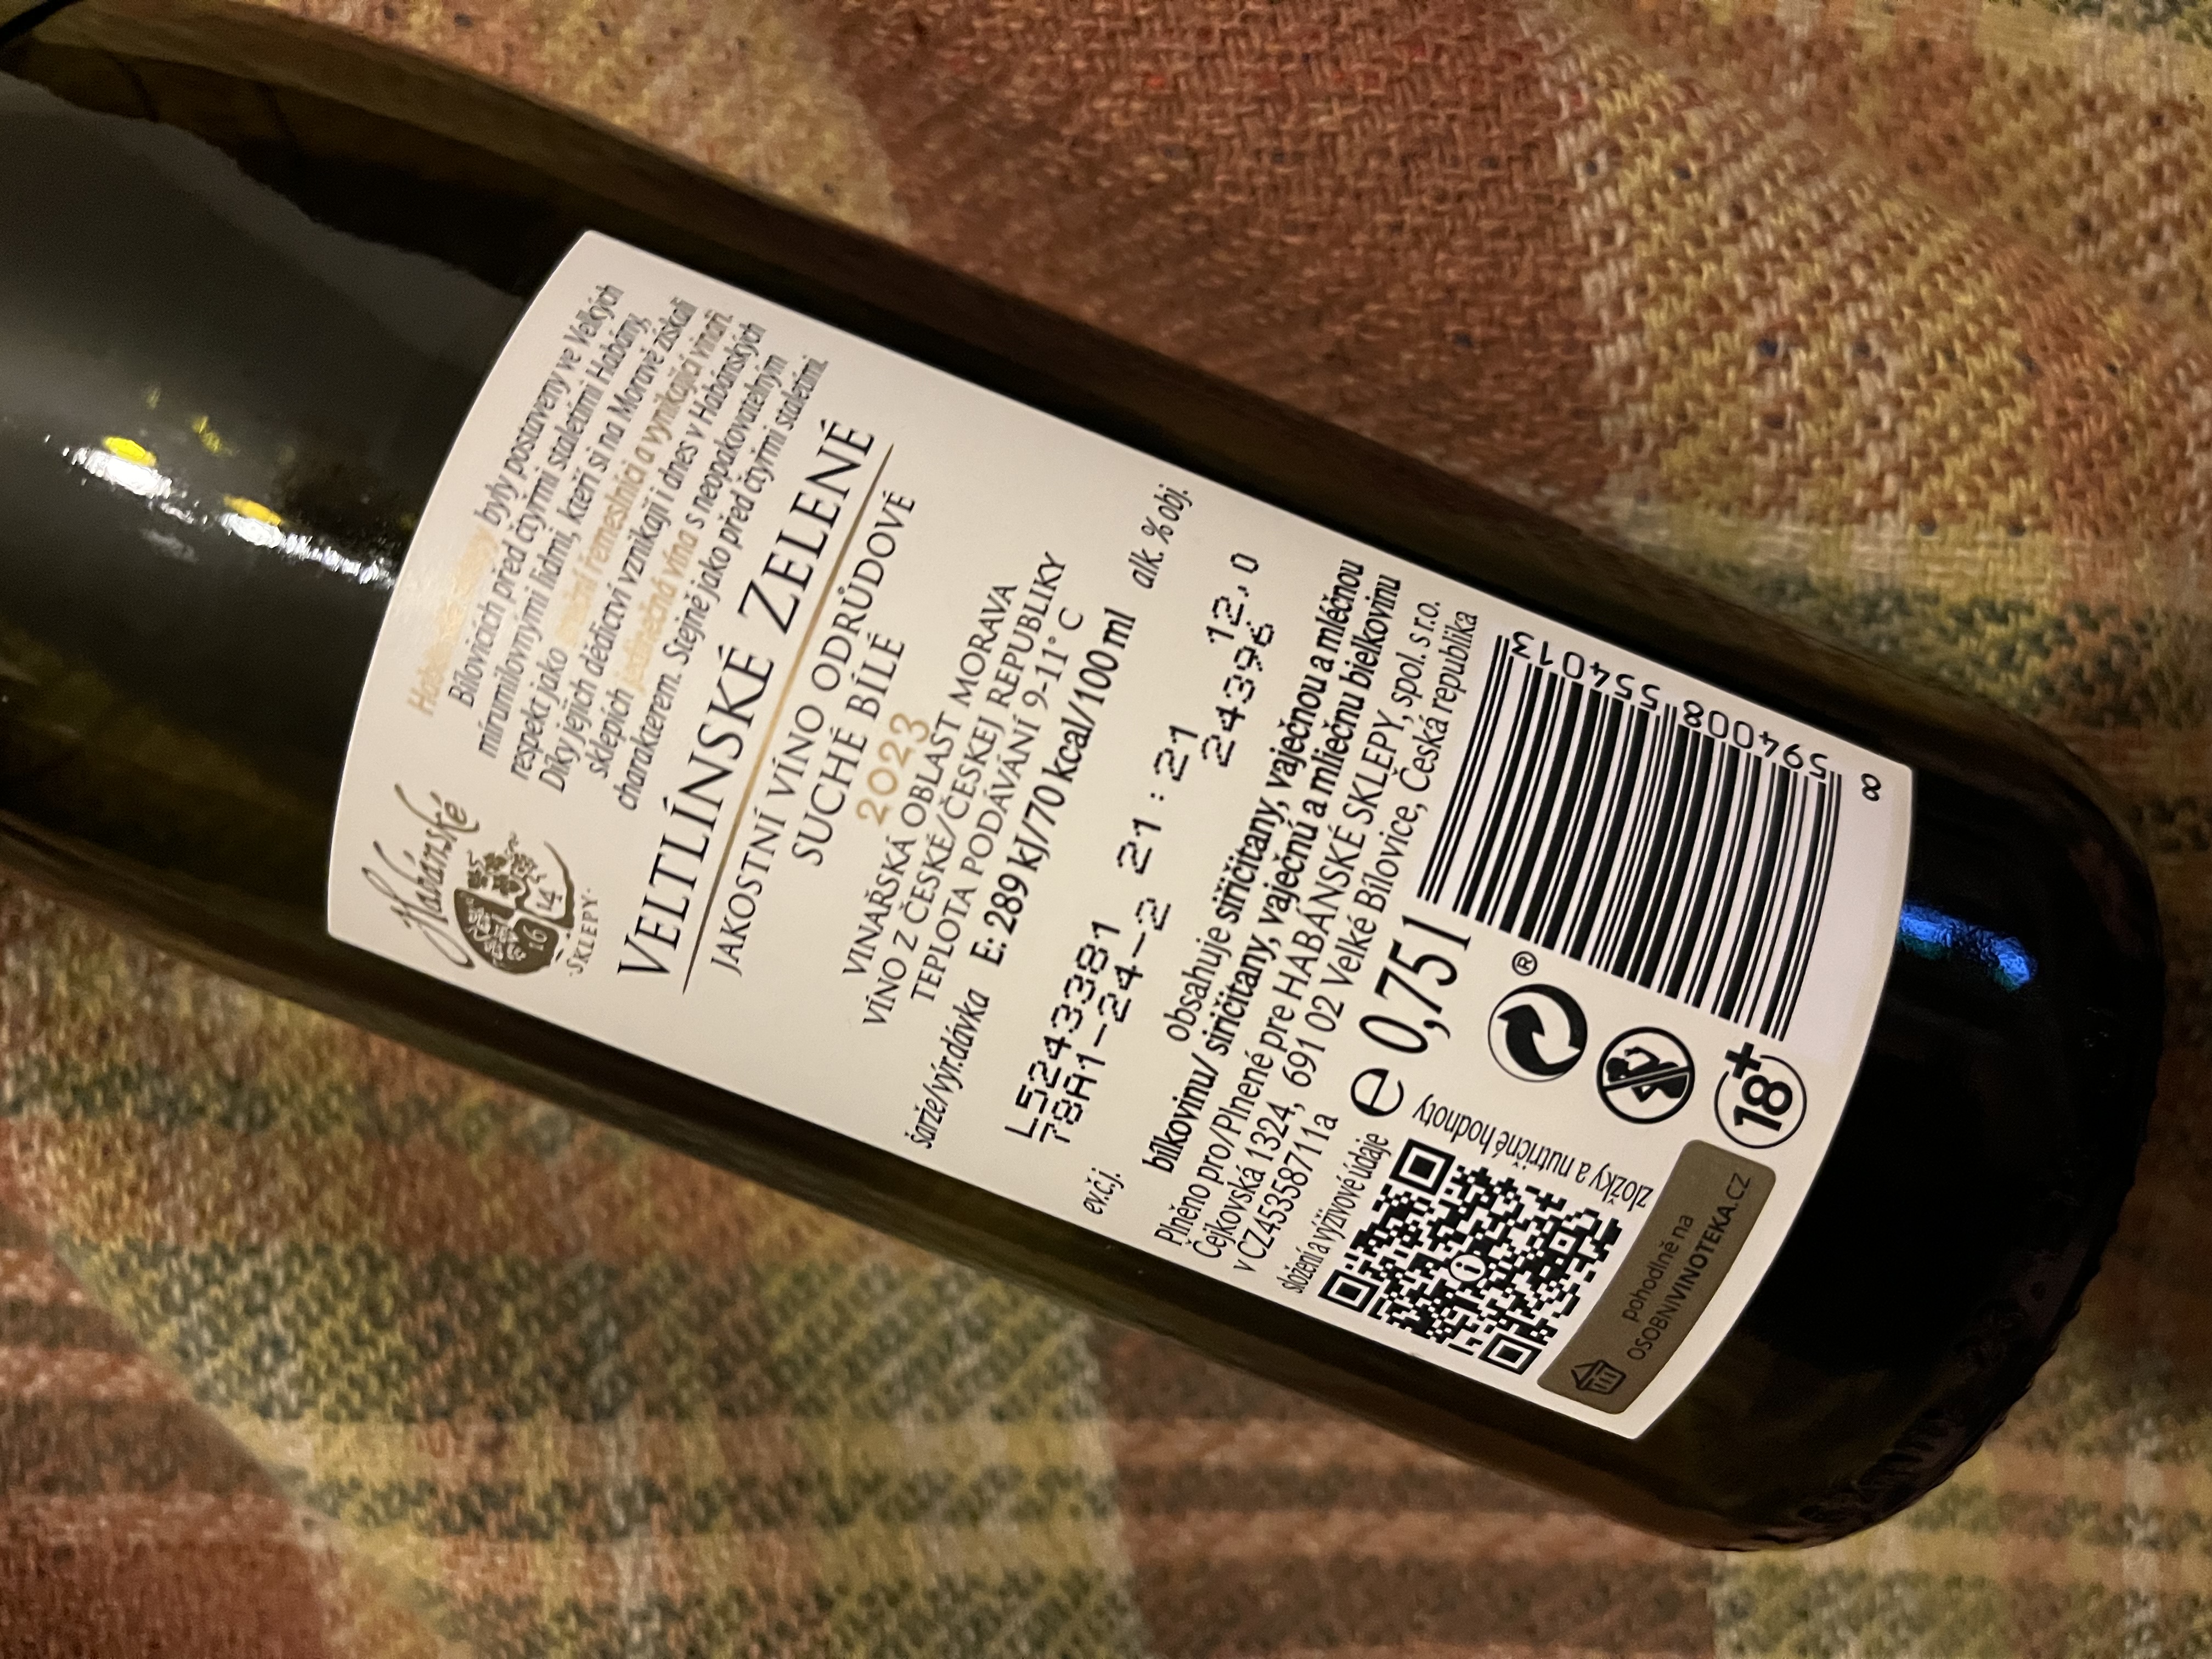 Habánské
16 14
·SKLEPY·
Habánské sklepy byly postaveny ve Velkých
Bílovicích před čtyřmi staletími Habány,
mírumilovnými lidmi, kteří si na Moravě získali
respekt jako zruční řemeslníci a vynikající vinaři.
Díky jejich dědictví vznikají i dnes v Habánských
sklepích jedinečná vína s neopakovatelným
charakterem. Stejně jako před čtyřmi staletími.
VELTLÍNSKÉ ZELENÉ
JAKOSTNÍ VÍNO ODRŮDOVÉ
SUCHÉ BÍLÉ
2023
VINAŘSKÁ OBLAST MORAVA
VÍNO Z ČESKÉ/ČESKEJ REPUBLIKY
TEPLOTA PODÁVÁNÍ 9-11° C
šarže/výr.dávka E: 289 kJ/70 kcal/100 ml alk. % obj.
L5243381 21:21 12,0
78A1-24-2 24396
ev.č.j.
obsahuje siřičitany, vaječnou a mléčnou
bílkovinu/ siričitany, vaječnú a mliečnu bielkovinu
Plněno pro/Plnené pre HABÁNSKÉ SKLEPY, spol. s r.o.
Čejkovská 1324, 691 02 Velké Bílovice, Česká republika
v CZ45358711a
složení a výživové údaje
zložky a nutričné hodnoty
i
e 0,75 l
®
18+
8 594008 554013
pohodlně na
OSOBNIVINOTEKA.CZ